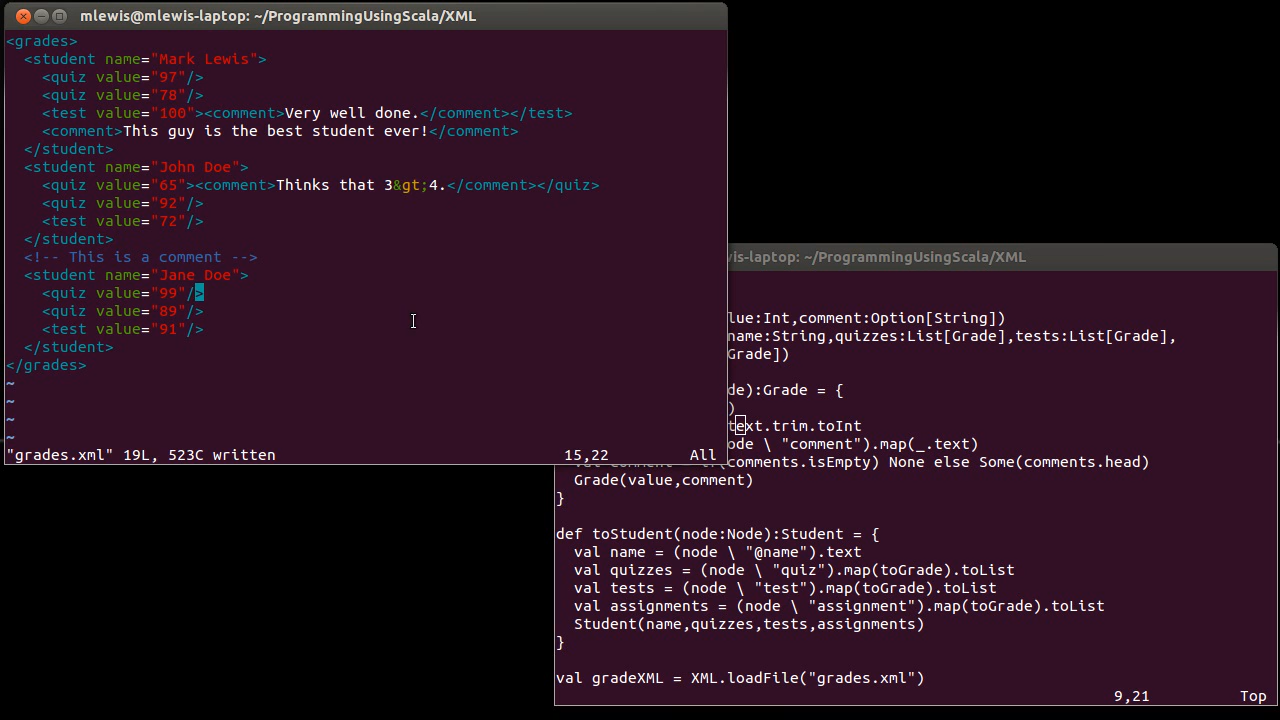 mlewis@mlewis-laptop: ~/ProgrammingUsingScala/XML
<grades>
  <student name="Mark Lewis">
    <quiz value="97"/>
    <quiz value="78"/>
    <test value="100"><comment>Very well done.</comment></test>
    <comment>This guy is the best student ever!</comment>
  </student>
  <student name="John Doe">
    <quiz value="65"><comment>Thinks that 3&gt;4.</comment></quiz>
    <quiz value="92"/>
    <test value="72"/>
  </student>
  <!-- This is a comment -->
  <student name="Jane Doe">
    <quiz value="99"/>
    <quiz value="89"/>
    <test value="91"/>
  </student>
</grades>
~
~
~
~
"grades.xml" 19L, 523C written 15,22 All
is-laptop: ~/ProgrammingUsingScala/XML
lue:Int,comment:Option[String])
name:String,quizzes:List[Grade],tests:List[Grade],
Grade])
de):Grade = {
)
text.trim.toInt
ode \ "comment").map(_.text)
(comments.isEmpty) None else Some(comments.head)
  Grade(value,comment)
}
def toStudent(node:Node):Student = {
  val name = (node \ "@name").text
  val quizzes = (node \ "quiz").map(toGrade).toList
  val tests = (node \ "test").map(toGrade).toList
  val assignments = (node \ "assignment").map(toGrade).toList
  Student(name,quizzes,tests,assignments)
}
val gradeXML = XML.loadFile("grades.xml")
9,21 Top